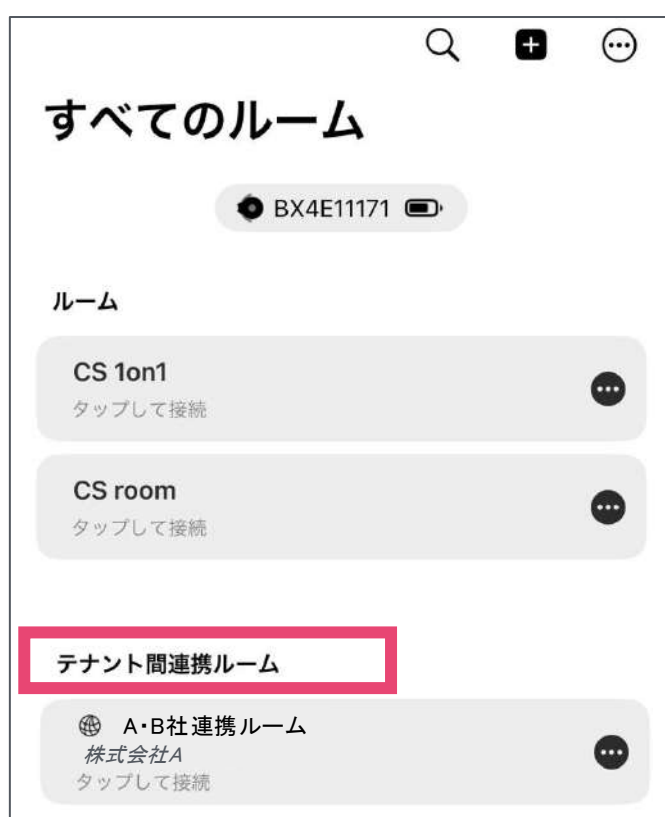 すべてのルーム
BX4E11171
ルーム
CS 1on1
タップして接続
CS room
タップして接続
テナント間連携ルーム
A・B社連携ルーム
株式会社A
タップして接続